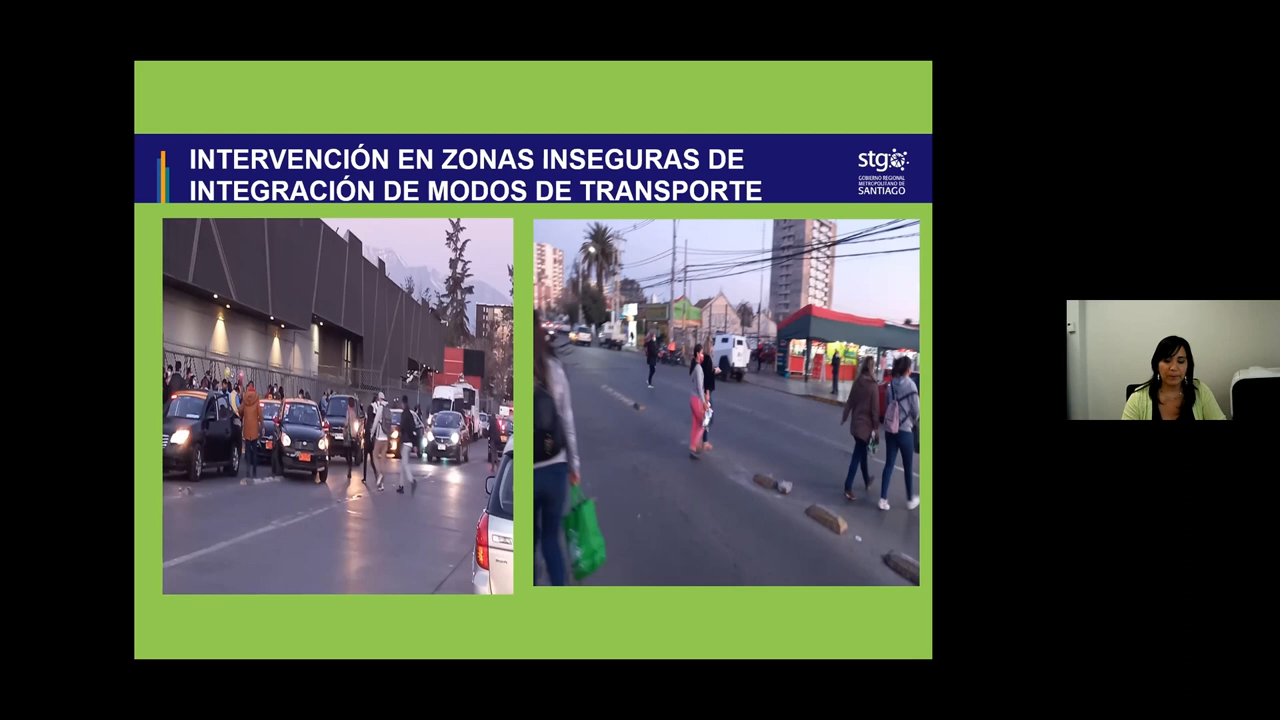 INTERVENCIÓN EN ZONAS INSEGURAS DE
INTEGRACIÓN DE MODOS DE TRANSPORTE
stgo
GOBIERNO REGIONAL
METROPOLITANO DE
SANTIAGO